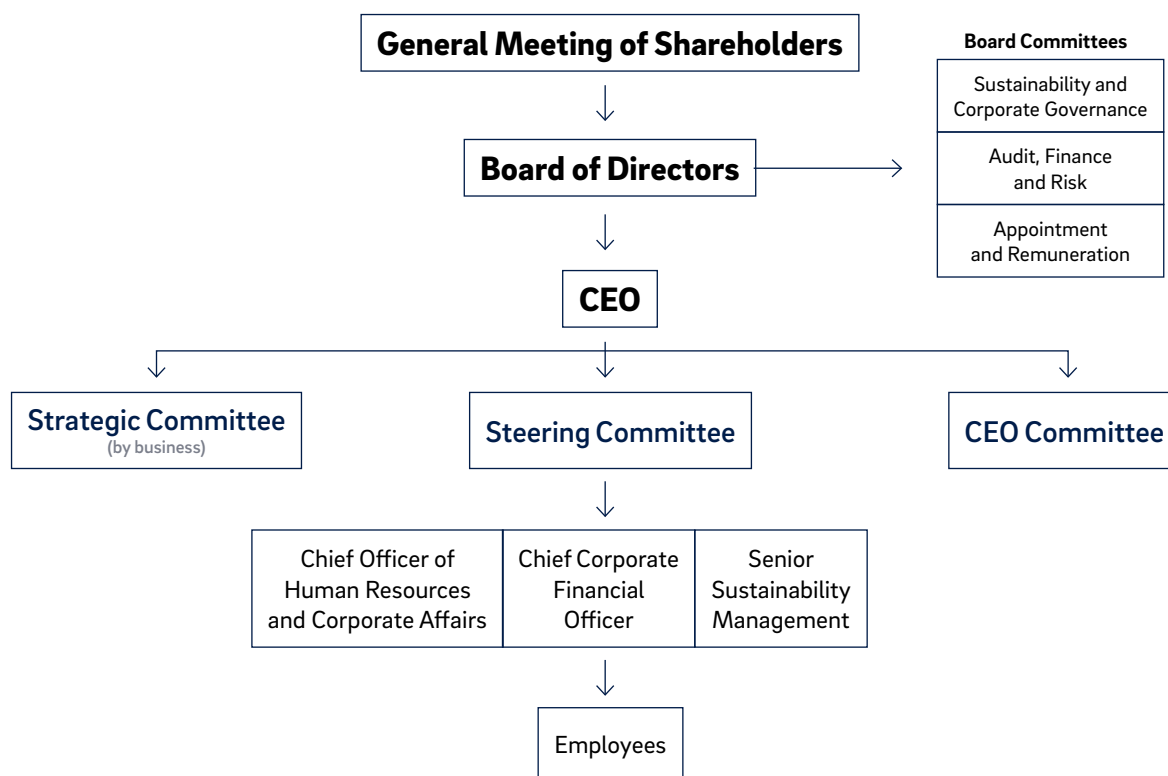 General Meeting of Shareholders
Board Committees
Sustainability and
Corporate Governance
Audit, Finance
and Risk
Appointment
and Remuneration
Board of Directors
CEO
Strategic Committee
(by business)
Steering Committee
CEO Committee
Chief Officer of
Human Resources
and Corporate Affairs
Chief Corporate
Financial
Officer
Senior
Sustainability
Management
Employees